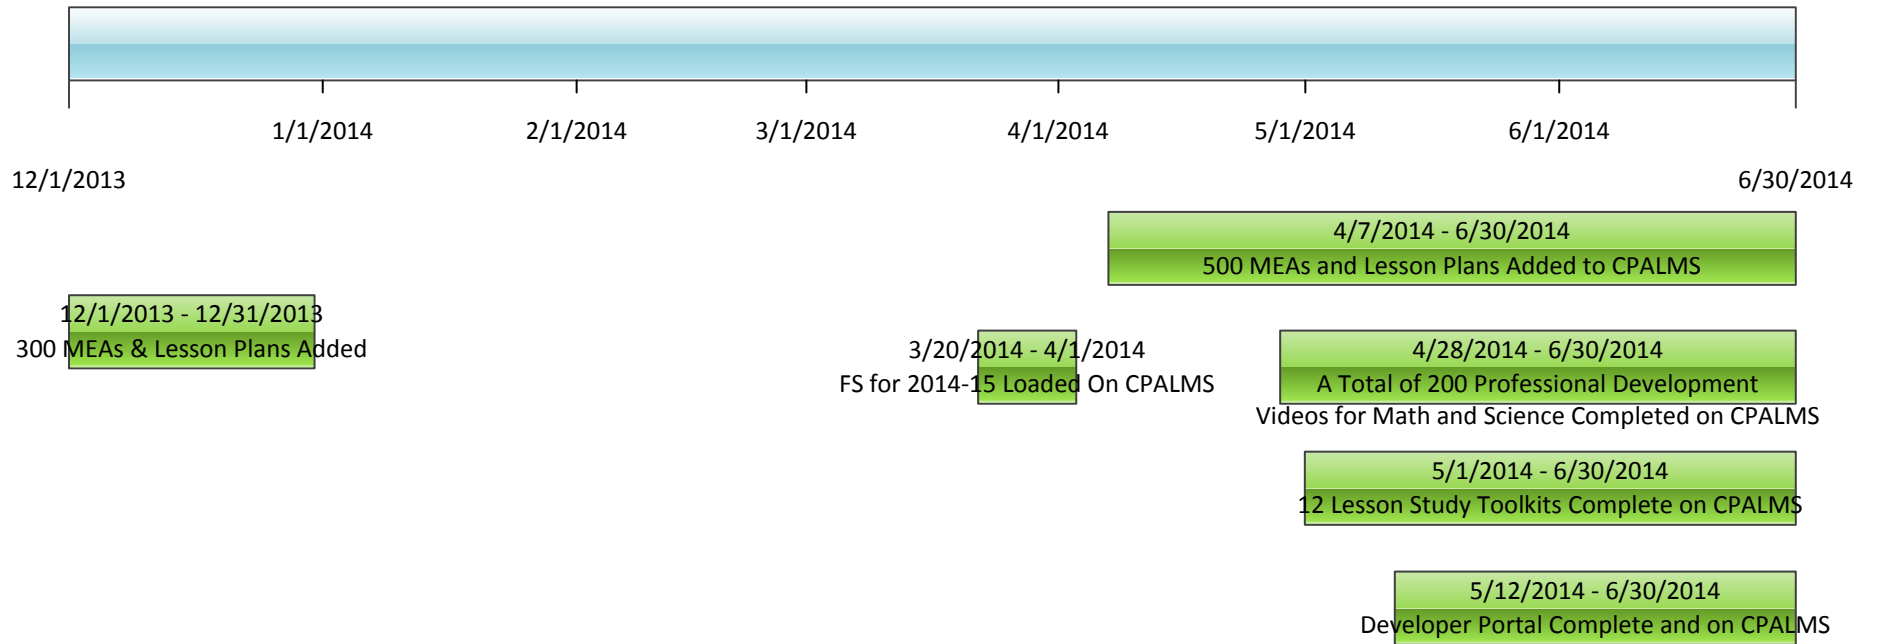 1/1/2014
2/1/2014
3/1/2014
4/1/2014
5/1/2014
6/1/2014
12/1/2013
6/30/2014
4/7/2014 - 6/30/2014
500 MEAs and Lesson Plans Added to CPALMS
12/1/2013 - 12/31/2013
300 MEAs & Lesson Plans Added
3/20/2014 - 4/1/2014
FS for 2014-15 Loaded On CPALMS
4/28/2014 - 6/30/2014
A Total of 200 Professional Development
Videos for Math and Science Completed on CPALMS
5/1/2014 - 6/30/2014
12 Lesson Study Toolkits Complete on CPALMS
5/12/2014 - 6/30/2014
Developer Portal Complete and on CPALMS